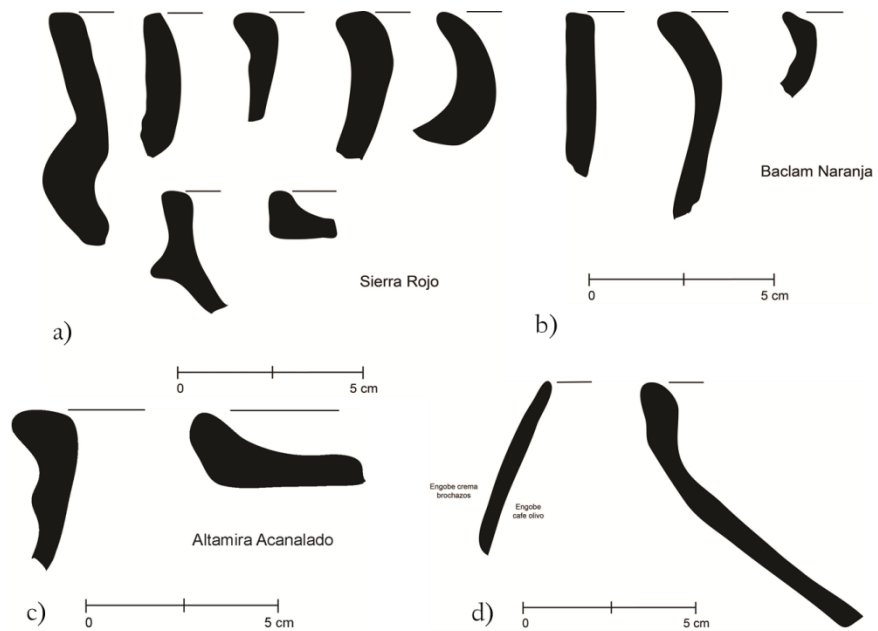 Sierra Rojo
a)
0 5 cm
Baclam Naranja
0 5 cm
b)
Altamira Acanalado
c)
0 5 cm
Engobe crema
brochazos
Engobe
cafe olivo
d)
0 5 cm